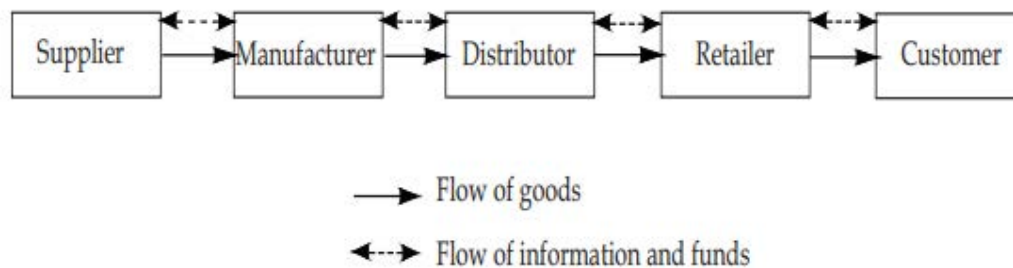 Supplier
Manufacturer
Distributor
Retailer
Customer
Flow of goods
Flow of information and funds